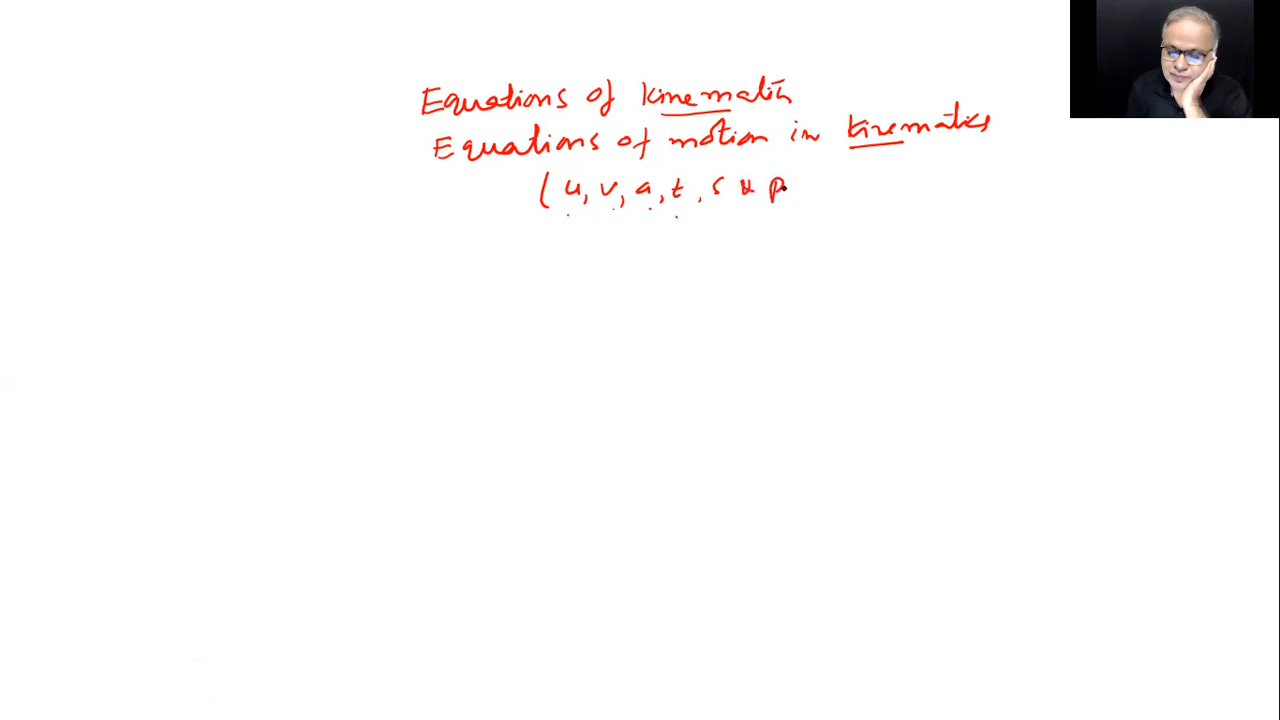 Equations of kinematics
Equations of motion in kinematics
( u, v, a, t, s & p